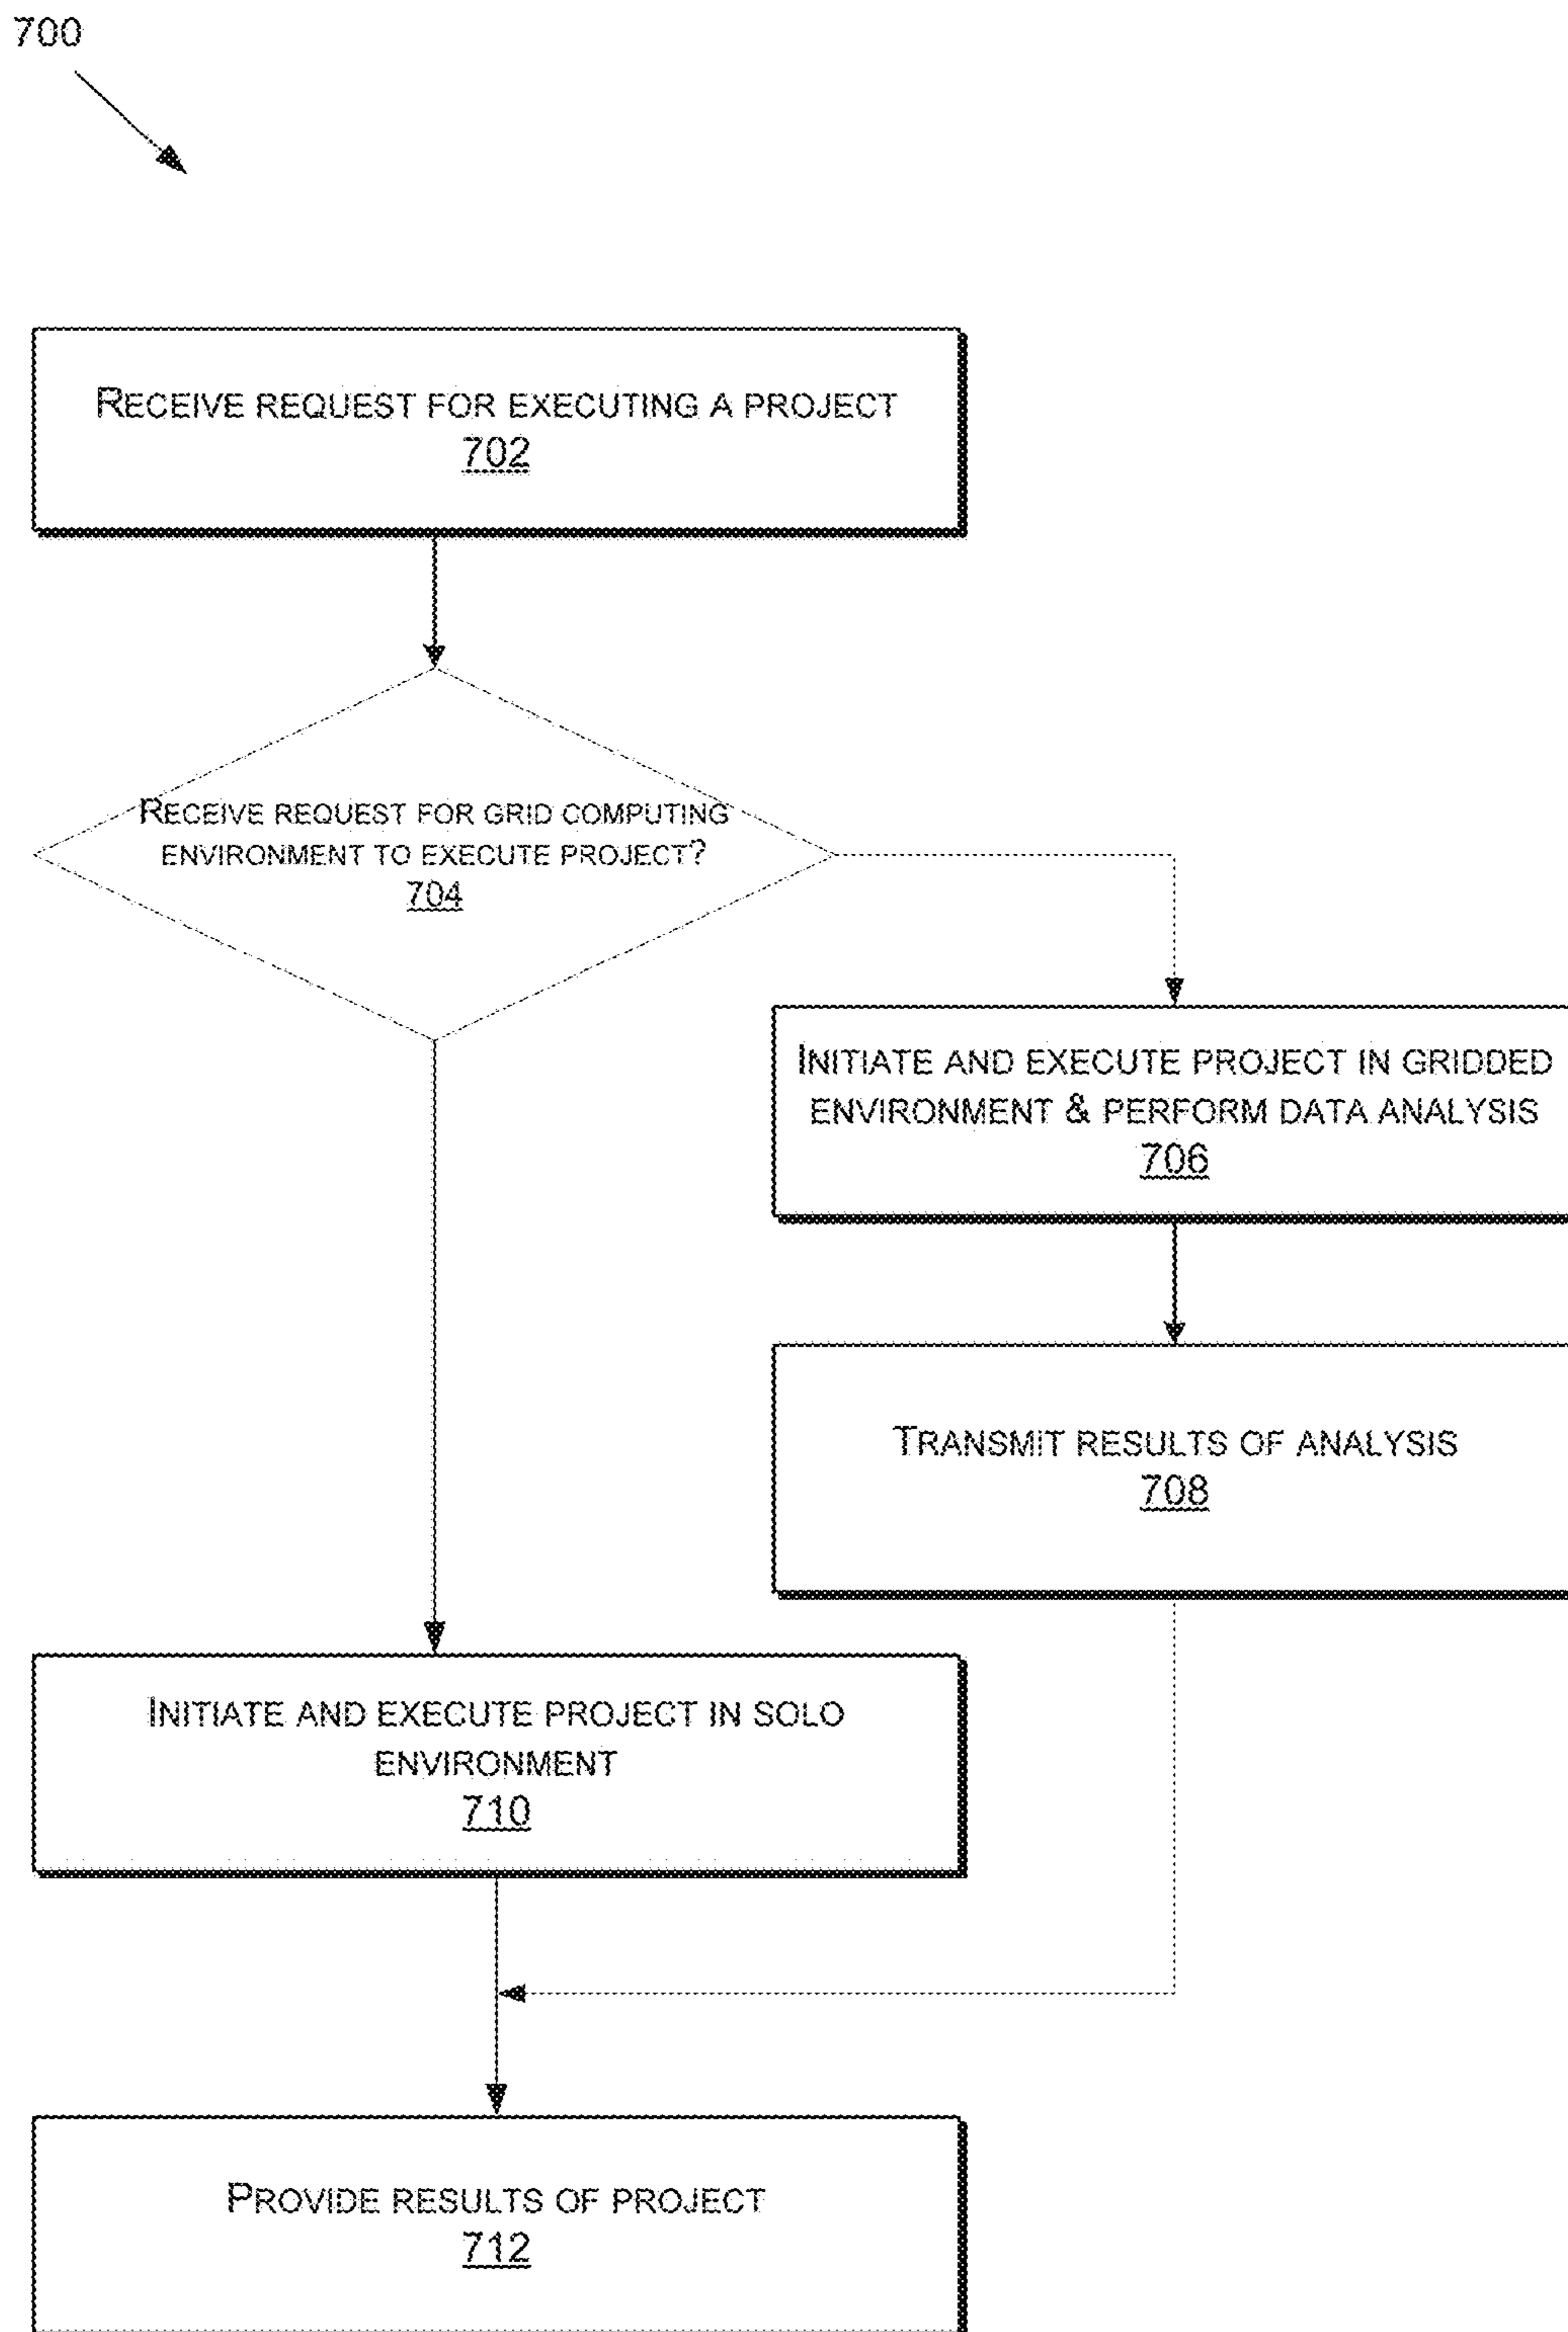 700
RECEIVE REQUEST FOR EXECUTING A PROJECT
702
RECEIVE REQUEST FOR GRID COMPUTING
ENVIRONMENT TO EXECUTE PROJECT?
704
INITIATE AND EXECUTE PROJECT IN GRIDDED
ENVIRONMENT & PERFORM DATA ANALYSIS
706
TRANSMIT RESULTS OF ANALYSIS
708
INITIATE AND EXECUTE PROJECT IN SOLO
ENVIRONMENT
710
PROVIDE RESULTS OF PROJECT
712